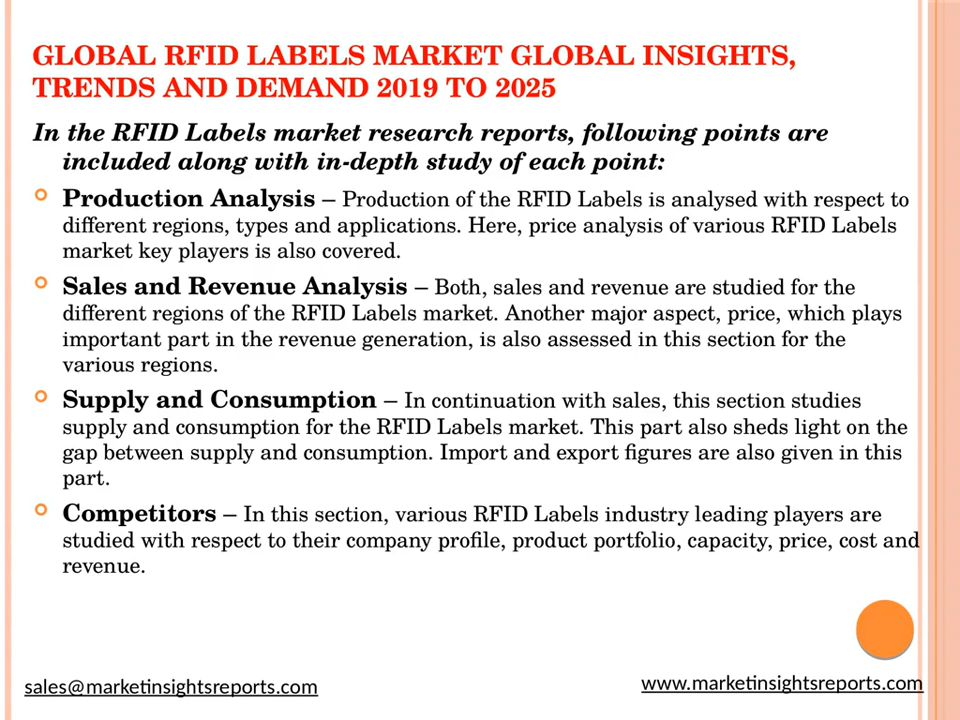 GLOBAL RFID LABELS MARKET GLOBAL INSIGHTS,
TRENDS AND DEMAND 2019 TO 2025
In the RFID Labels market research reports, following points are
included along with in-depth study of each point:
Production Analysis – Production of the RFID Labels is analysed with respect to
different regions, types and applications. Here, price analysis of various RFID Labels
market key players is also covered.
Sales and Revenue Analysis – Both, sales and revenue are studied for the
different regions of the RFID Labels market. Another major aspect, price, which plays
important part in the revenue generation, is also assessed in this section for the
various regions.
Supply and Consumption – In continuation with sales, this section studies
supply and consumption for the RFID Labels market. This part also sheds light on the
gap between supply and consumption. Import and export figures are also given in this
part.
Competitors – In this section, various RFID Labels industry leading players are
studied with respect to their company profile, product portfolio, capacity, price, cost and
revenue.
sales@marketinsightsreports.com
www.marketinsightsreports.com